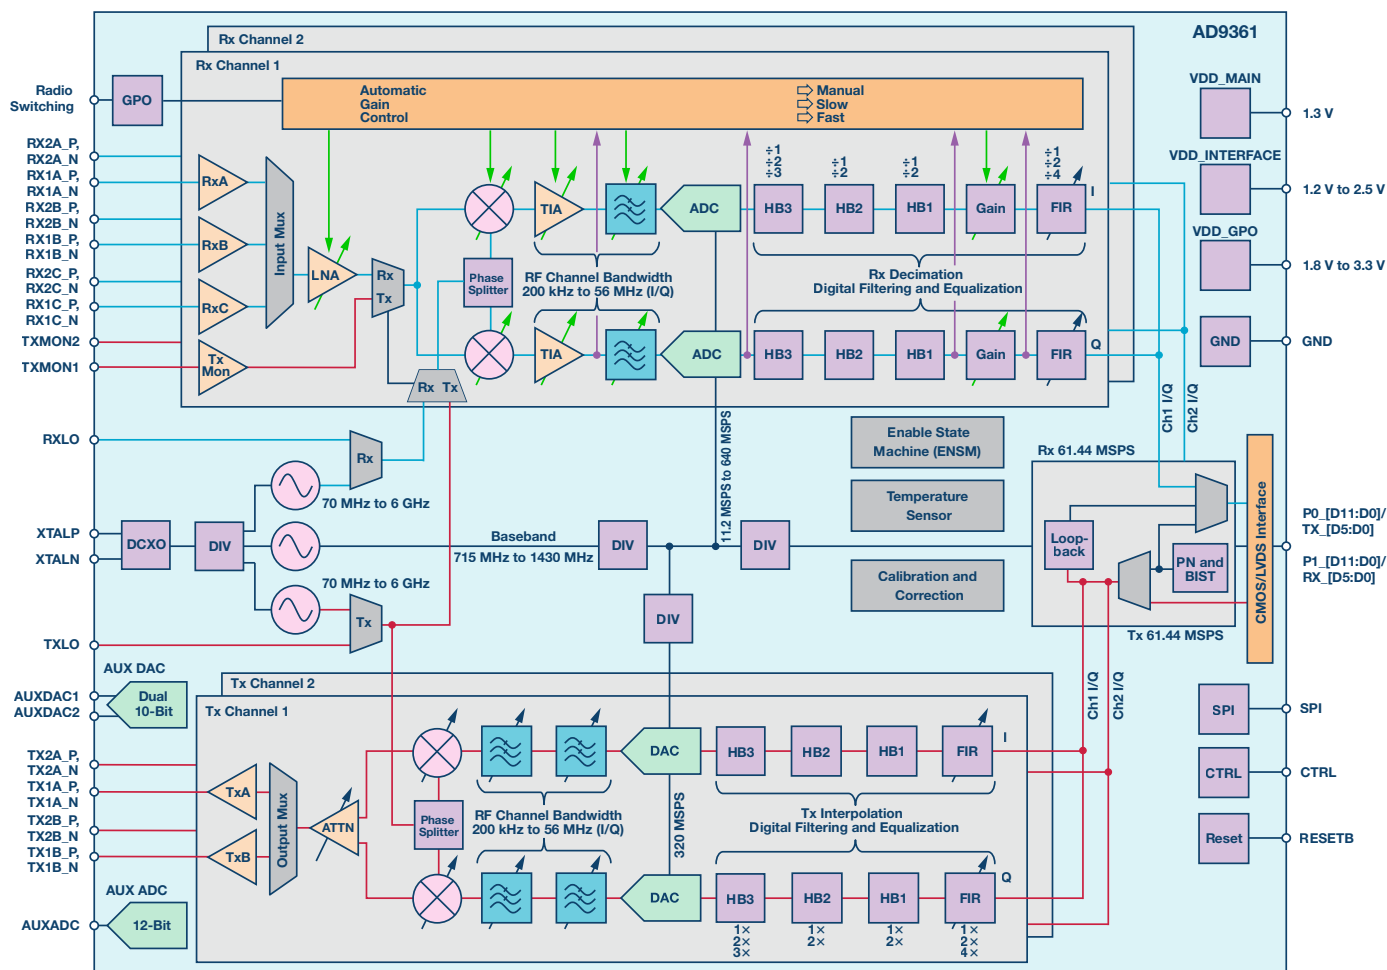 AD9361
Rx Channel 2
Rx Channel 1
Radio
Switching
GPO
Automatic
Gain
Control
Manual
Slow
Fast
VDD_MAIN
1.3 V
VDD_INTERFACE
1.2 V to 2.5 V
VDD_GPO
1.8 V to 3.3 V
GND
GND
RX2A_P,
RX2A_N
RX1A_P,
RX1A_N
RX2B_P,
RX2B_N
RX1B_P,
RX1B_N
RX2C_P,
RX2C_N
RX1C_P,
RX1C_N
TXMON2
TXMON1
RxA
RxB
RxC
Tx
Mon
Input Mux
LNA
Rx
Tx
Phase
Splitter
TIA
ADC
÷1
÷2
÷3
HB3
÷1
÷2
HB2
÷1
÷2
HB1
Gain
÷1
÷2
÷4
FIR
I
RF Channel Bandwidth
200 kHz to 56 MHz (I/Q)
Rx Decimation
Digital Filtering and Equalization
TIA
ADC
HB3
HB2
HB1
Gain
FIR
Q
Rx Tx
Ch1 I/Q
Ch2 I/Q
RXLO
Rx
70 MHz to 6 GHz
XTALP
XTALN
DCXO
DIV
Baseband
715 MHz to 1430 MHz
DIV
11.2 MSPS to 640 MSPS
DIV
DIV
70 MHz to 6 GHz
Tx
TXLO
Enable State
Machine (ENSM)
Temperature
Sensor
Calibration and
Correction
Rx 61.44 MSPS
Loop-
back
PN and
BIST
Tx 61.44 MSPS
CMOS/LVDS Interface
P0_[D11:D0]/
TX_[D5:D0]
P1_[D11:D0]/
RX_[D5:D0]
AUX DAC
AUXDAC1
AUXDAC2
Dual
10-Bit
Tx Channel 2
Tx Channel 1
TX2A_P,
TX2A_N
TX1A_P,
TX1A_N
TX2B_P,
TX2B_N
TX1B_P,
TX1B_N
TxA
TxB
Output Mux
ATTN
Phase
Splitter
DAC
HB3
HB2
HB1
FIR
I
RF Channel Bandwidth
200 kHz to 56 MHz (I/Q)
320 MSPS
Tx Interpolation
Digital Filtering and Equalization
DAC
HB3
HB2
HB1
FIR
Q
1×
2×
3×
1×
2×
1×
2×
1×
2×
4×
Ch1 I/Q
Ch2 I/Q
SPI
SPI
CTRL
CTRL
Reset
RESETB
AUX ADC
AUXADC
12-Bit